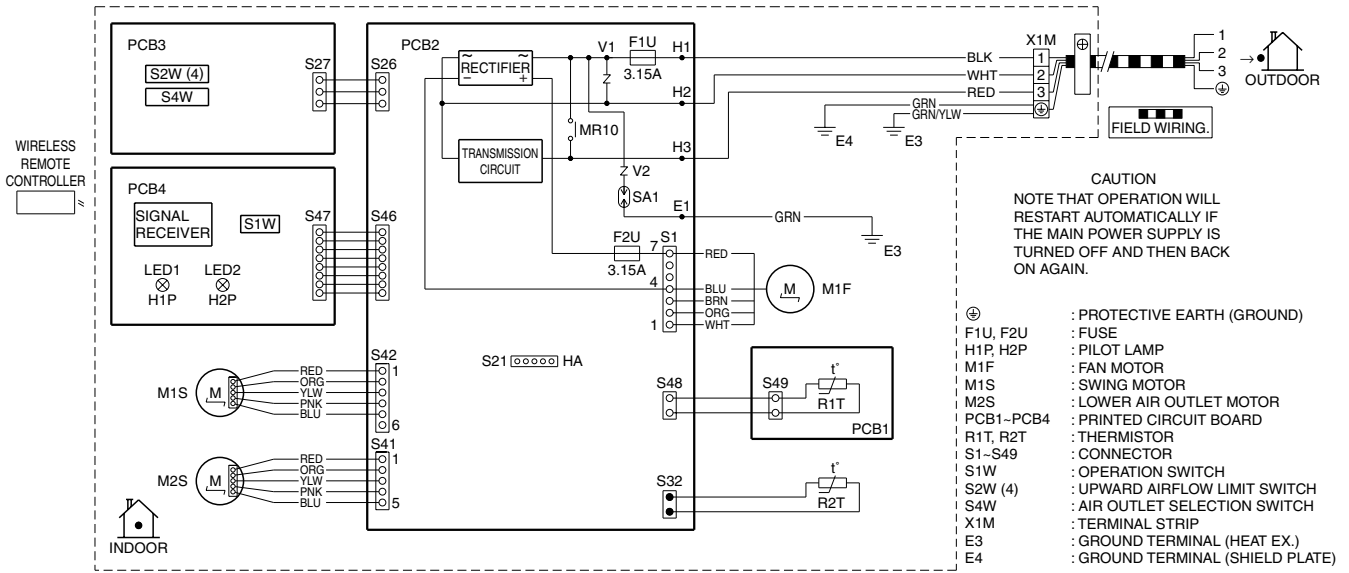 PCB3
S2W (4)
S4W
S27
S26
PCB2
RECTIFIER
~
~
−
+
V1
F1U
3.15A
H1
Z
H2
MR10
TRANSMISSION
CIRCUIT
H3
Z V2
SA1
E1
GRN
E3
BLK
WHT
RED
GRN
GRN/YLW
E4
E3
X1M
1
2
3
1
2
3
OUTDOOR
FIELD WIRING.
WIRELESS
REMOTE
CONTROLLER
PCB4
SIGNAL
RECEIVER
S1W
LED1
H1P
LED2
H2P
S47
S46
F2U
3.15A
S1
7
4
1
RED
BLU
BRN
ORG
WHT
M
M1F
S21
HA
M1S
M
RED
ORG
YLW
PNK
BLU
S42
1
6
M2S
M
RED
ORG
YLW
PNK
BLU
S41
1
5
S48
S49
t°
R1T
PCB1
S32
t°
R2T
INDOOR
CAUTION
NOTE THAT OPERATION WILL
RESTART AUTOMATICALLY IF
THE MAIN POWER SUPPLY IS
TURNED OFF AND THEN BACK
ON AGAIN.
: PROTECTIVE EARTH (GROUND)
F1U, F2U : FUSE
H1P, H2P : PILOT LAMP
M1F : FAN MOTOR
M1S : SWING MOTOR
M2S : LOWER AIR OUTLET MOTOR
PCB1~PCB4 : PRINTED CIRCUIT BOARD
R1T, R2T : THERMISTOR
S1~S49 : CONNECTOR
S1W : OPERATION SWITCH
S2W (4) : UPWARD AIRFLOW LIMIT SWITCH
S4W : AIR OUTLET SELECTION SWITCH
X1M : TERMINAL STRIP
E3 : GROUND TERMINAL (HEAT EX.)
E4 : GROUND TERMINAL (SHIELD PLATE)